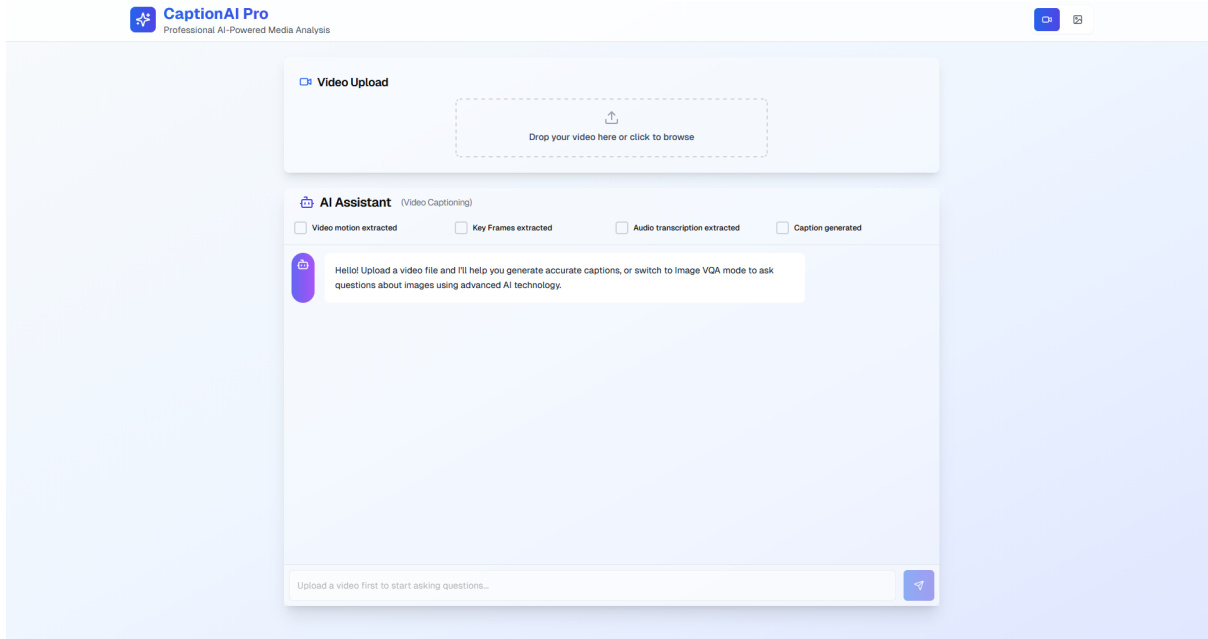 CaptionAI Pro
Professional AI-Powered Media Analysis
Video Upload
Drop your video here or click to browse
AI Assistant (Video Captioning)
Video motion extracted Key Frames extracted Audio transcription extracted Caption generated
Hello! Upload a video file and I'll help you generate accurate captions, or switch to Image VQA mode to ask
questions about images using advanced AI technology.
Upload a video first to start asking questions...